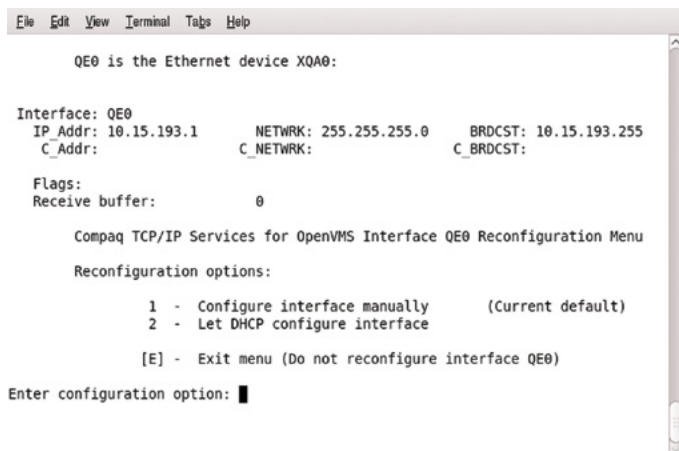 File Edit View Terminal Tabs Help
QE0 is the Ethernet device XQA0:
Interface: QE0
IP_Addr: 10.15.193.1 NETWRK: 255.255.255.0 BRDCST: 10.15.193.255
C_Addr: C_NETWRK: C_BRDCST:
Flags:
Receive buffer: 0
Compaq TCP/IP Services for OpenVMS Interface QE0 Reconfiguration Menu
Reconfiguration options:
1 - Configure interface manually (Current default)
2 - Let DHCP configure interface
[E] - Exit menu (Do not reconfigure interface QE0)
Enter configuration option: